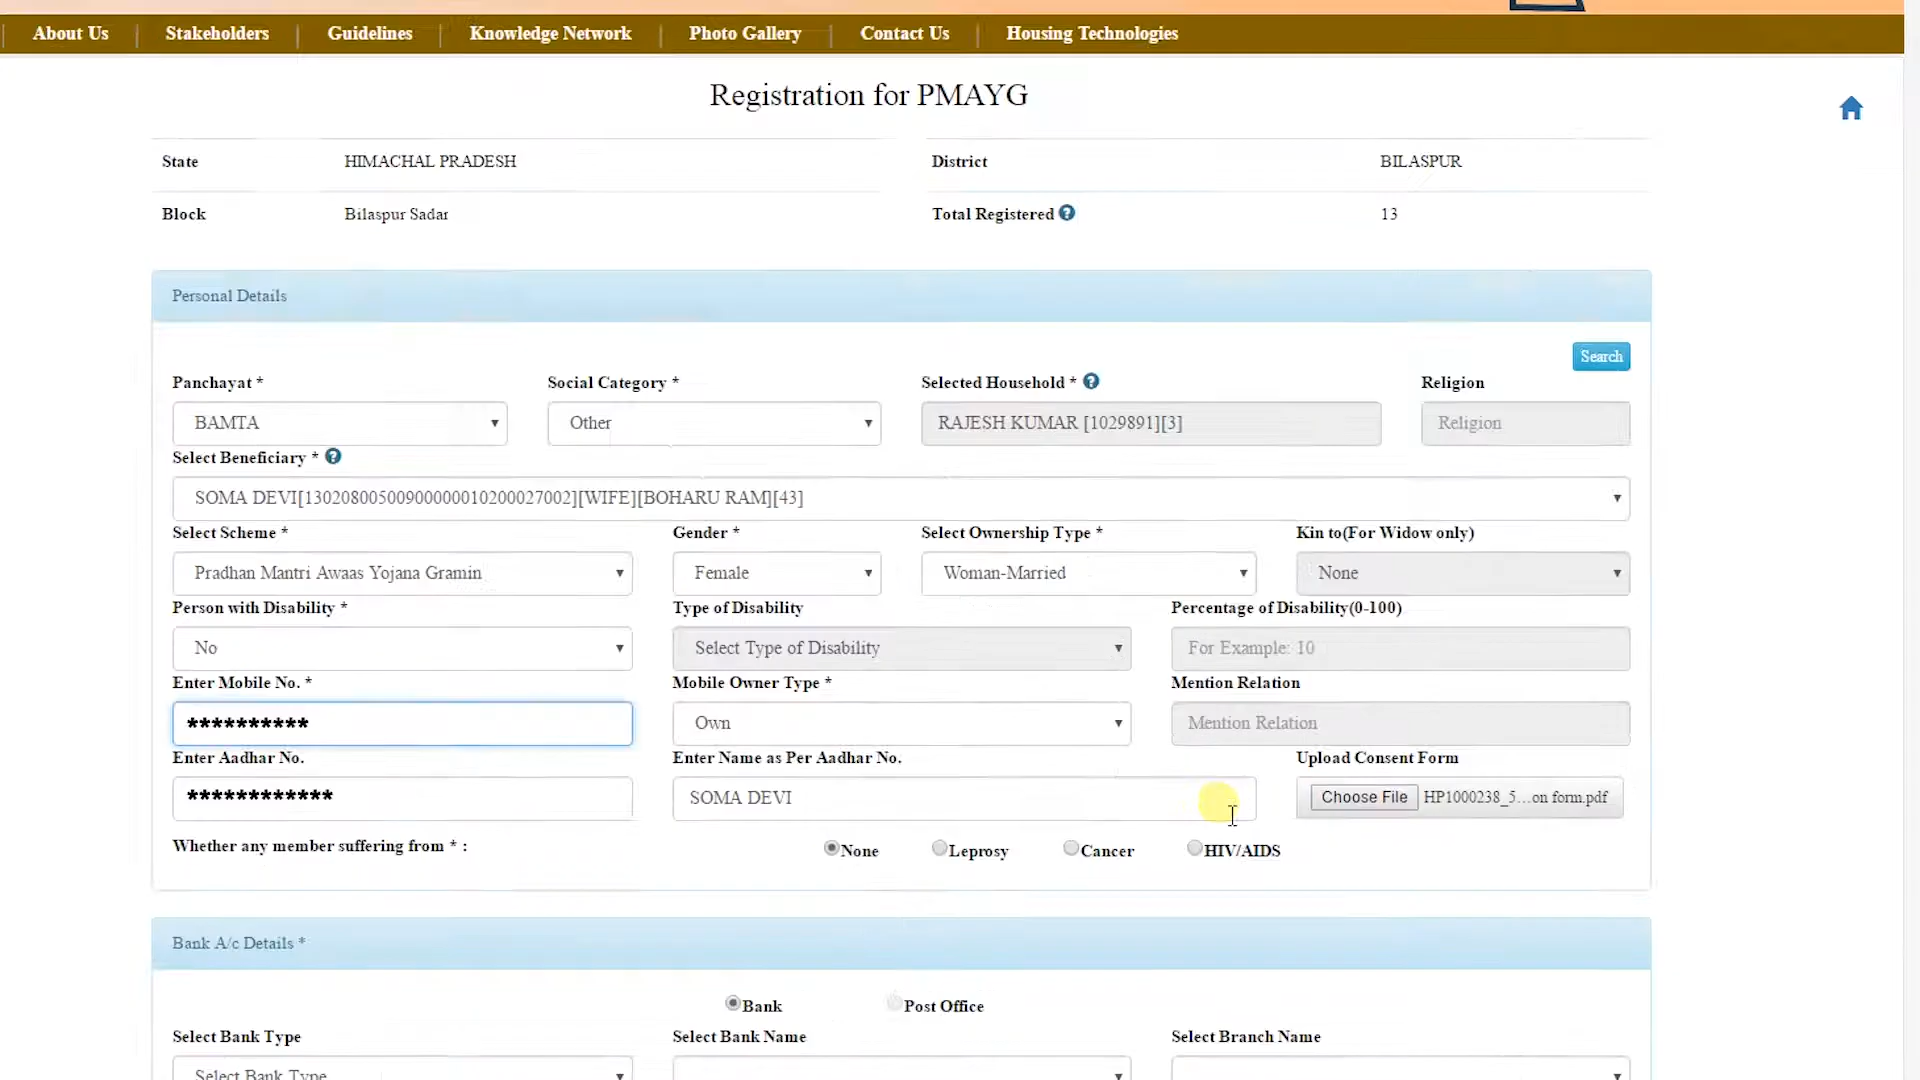 About Us | Stakeholders | Guidelines | Knowledge Network | Photo Gallery | Contact Us | Housing Technologies
Registration for PMAYG
State HIMACHAL PRADESH District BILASPUR
Block Bilaspur Sadar Total Registered ? 13
Personal Details
Search
Panchayat * Social Category * Selected Household * ? Religion
BAMTA Other RAJESH KUMAR [1029891][3] Religion
Select Beneficiary * ?
SOMA DEVI[130208005009000000010200027002][WIFE][BOHARU RAM][43]
Select Scheme * Gender * Select Ownership Type * Kin to(For Widow only)
Pradhan Mantri Awaas Yojana Gramin Female Woman-Married None
Person with Disability * Type of Disability Percentage of Disability(0-100)
No Select Type of Disability For Example: 10
Enter Mobile No. * Mobile Owner Type * Mention Relation
********** Own Mention Relation
Enter Aadhar No. Enter Name as Per Aadhar No. Upload Consent Form
************ SOMA DEVI Choose File HP1000238_5...on form.pdf
Whether any member suffering from * : None Leprosy Cancer HIV/AIDS
Bank A/c Details *
Bank Post Office
Select Bank Type Select Bank Name Select Branch Name
Select Bank Type